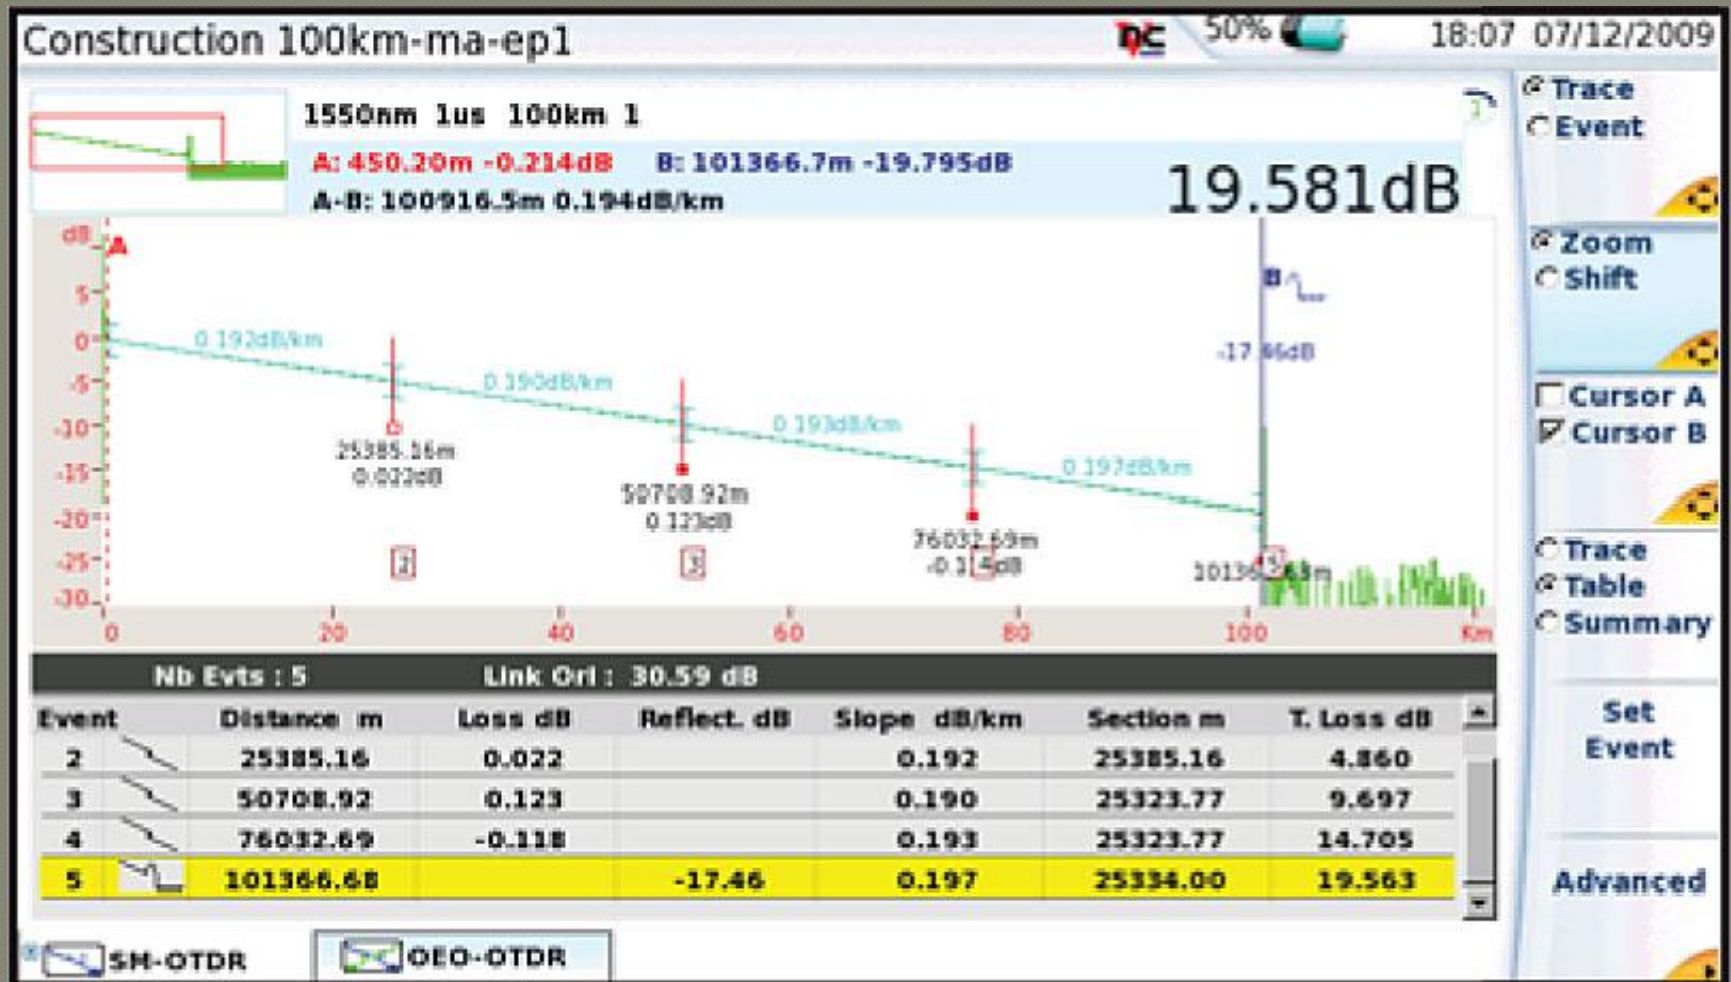 Construction 100km-ma-ep1
50%
18:07 07/12/2009
1550nm 1us 100km 1
A: 450.20m -0.214dB B: 101366.7m -19.795dB
A-B: 100916.5m 0.194dB/km
19.581dB
Trace
Event
Zoom
Shift
Cursor A
Cursor B
Trace
Table
Summary
Set
Event
Advanced
dB
A
5
0
-5
-10
-15
-20
-25
-30
0.192dB/km
0.190dB/km
0.193dB/km
0.197dB/km
B
25385.16m
0.022dB
50708.92m
0.123dB
76032.69m
2
3
4
5
0 20 40 60 80 100 Km
Nb Evts : 5 Link Orl : 30.59 dB
Event Distance m Loss dB Reflect. dB Slope dB/km Section m T. Loss dB
2 25385.16 0.022 0.192 25385.16 4.860
3 50708.92 0.123 0.190 25323.77 9.697
4 76032.69 -0.118 0.193 25323.77 14.705
5 101366.68 -17.46 0.197 25334.00 19.563
SM-OTDR
OEO-OTDR